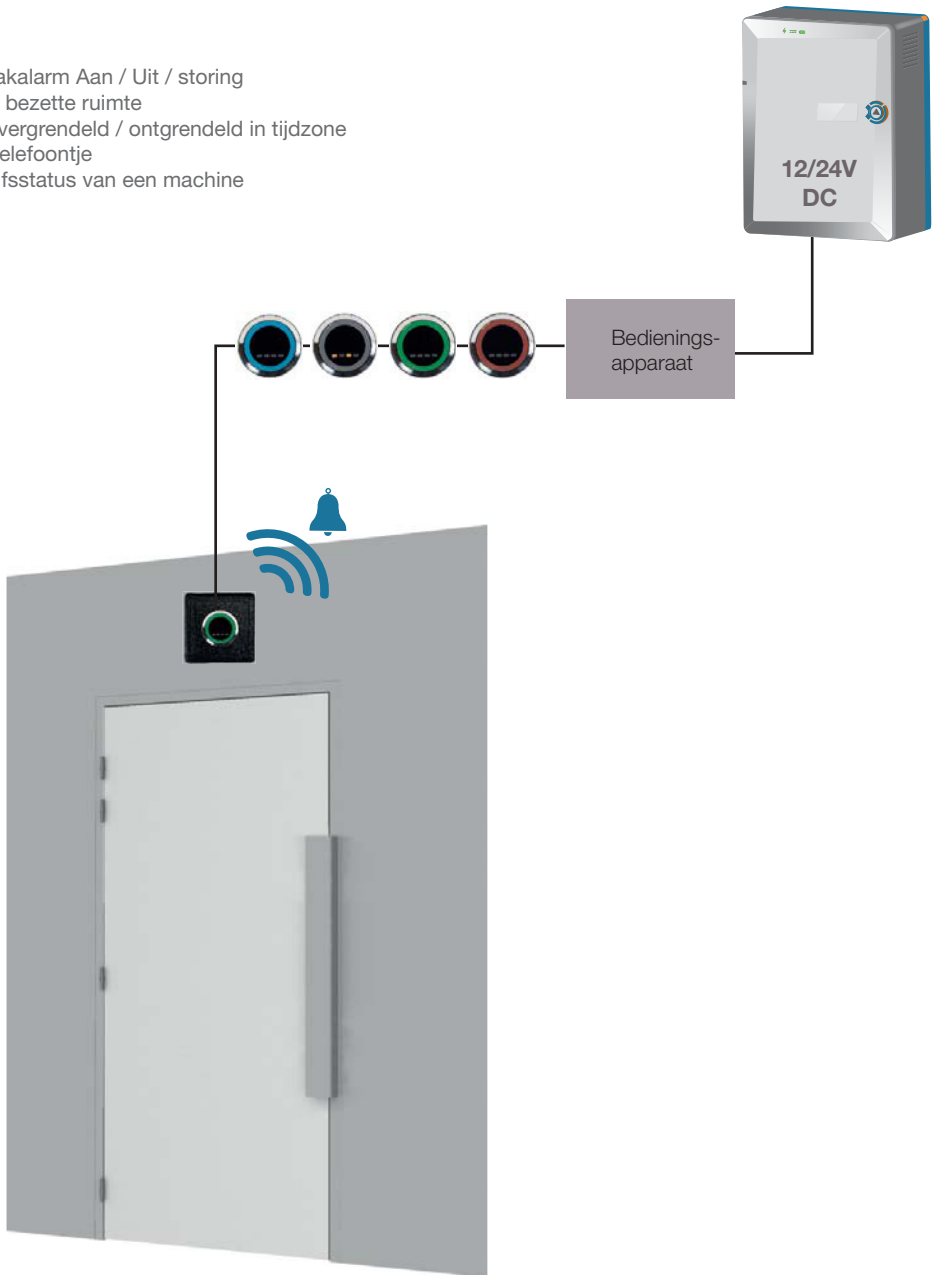 akalarm Aan / Uit / storing
bezette ruimte
vergrendeld / ontgrendeld in tijdzone
elefoontje
fsstatus van een machine
12/24V
DC
Bedienings-
apparaat